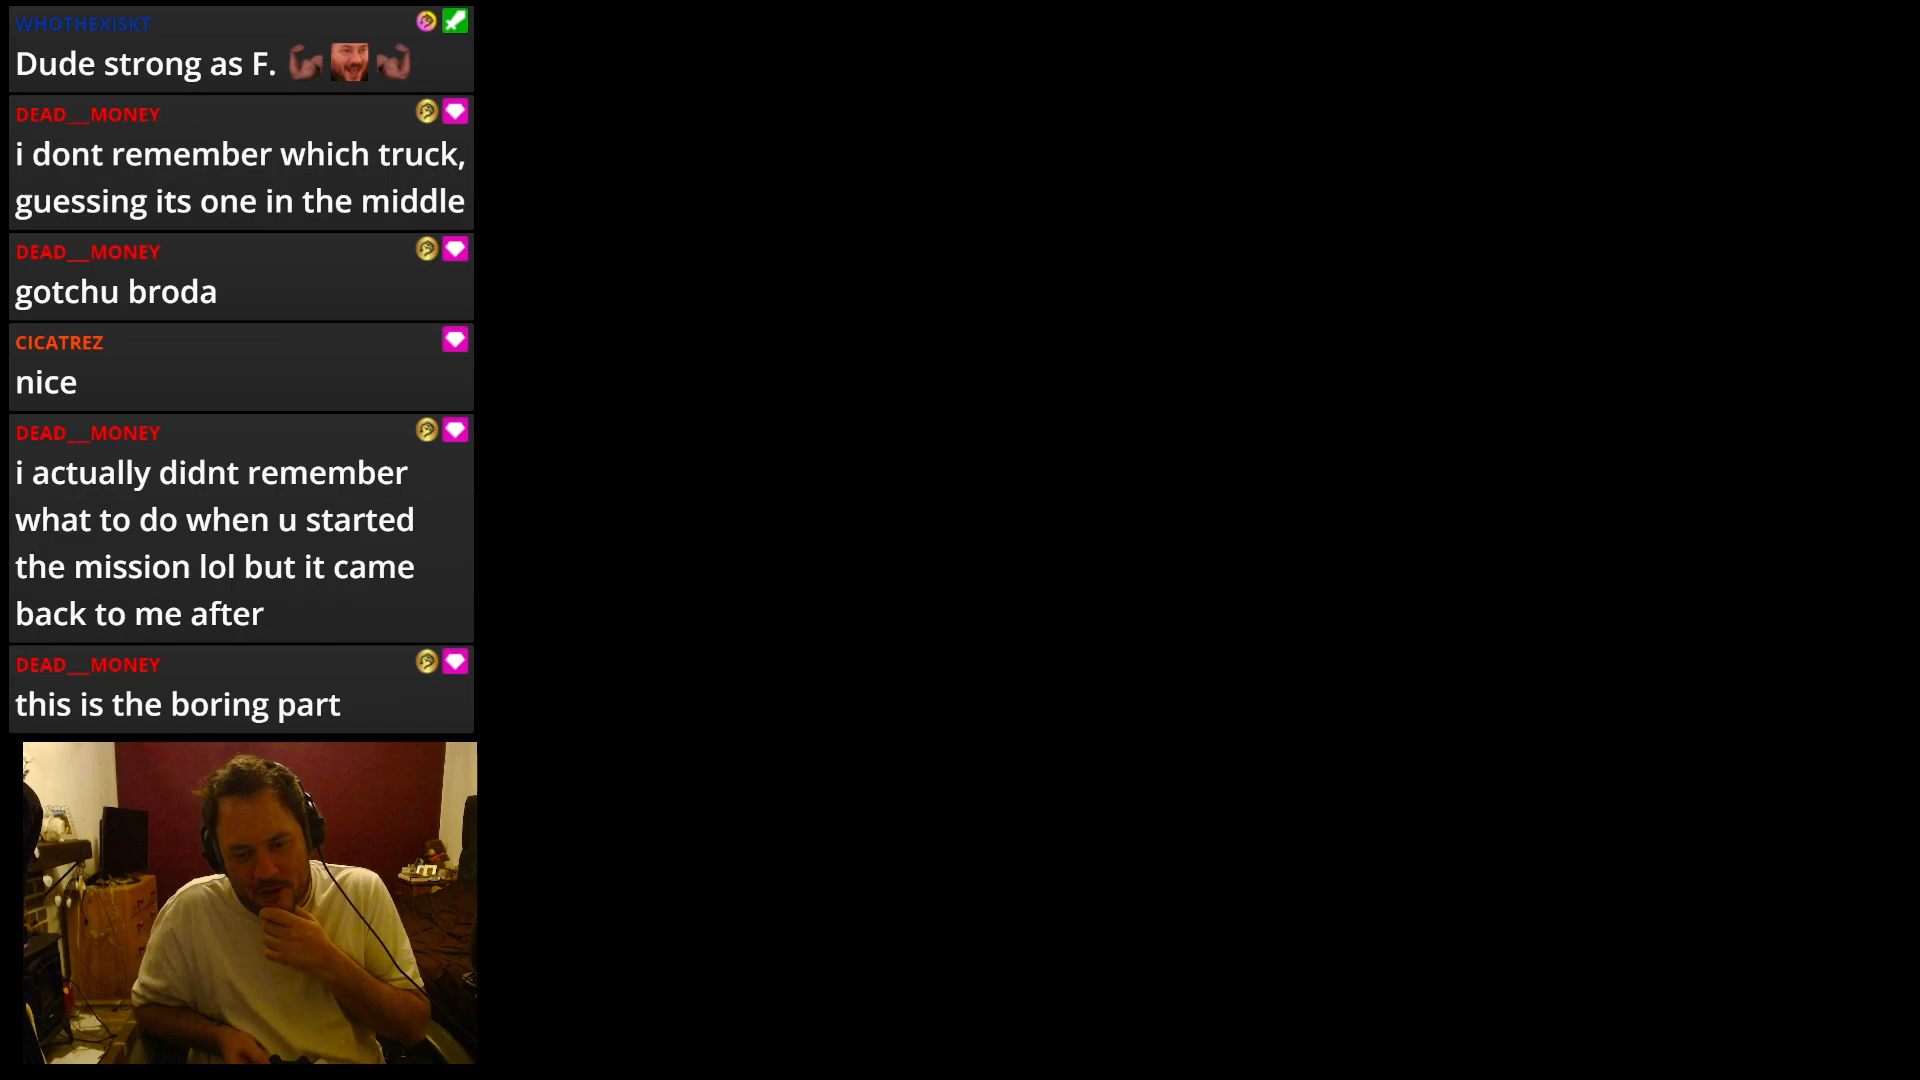 WHOTHEXISKT
Dude strong as F.
DEAD__MONEY
i dont remember which truck,
guessing its one in the middle
DEAD__MONEY
gotchu broda
CICATREZ
nice
DEAD__MONEY
i actually didnt remember
what to do when u started
the mission lol but it came
back to me after
DEAD__MONEY
this is the boring part